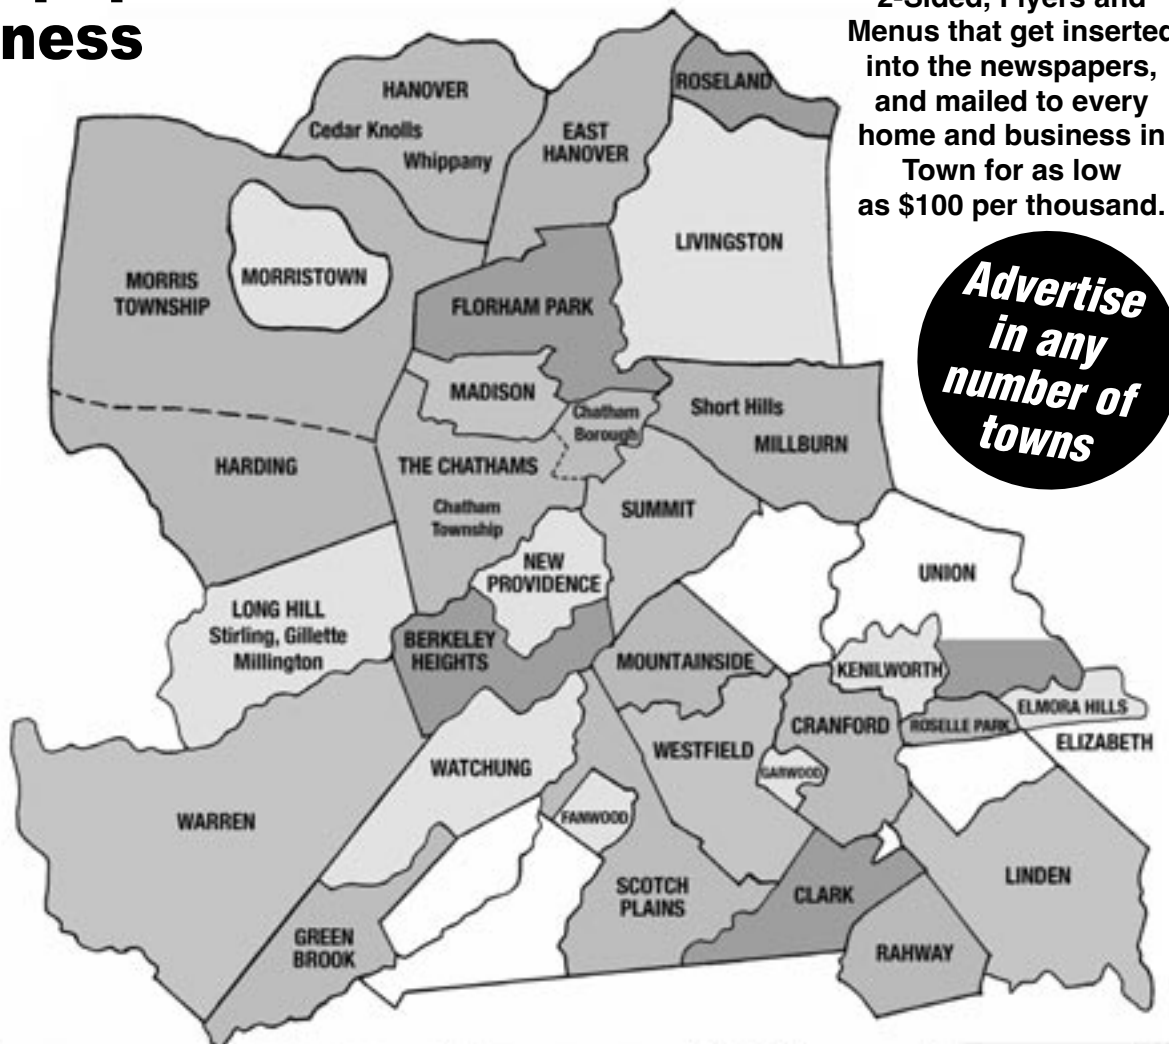 ness
2-Sided, Flyers and
Menus that get inserted
into the newspapers,
and mailed to every
home and business in
Town for as low
as $100 per thousand.
Advertise
in any
number of
towns
HANOVER
Cedar Knolls
Whippany
EAST
HANOVER
ROSELAND
LIVINGSTON
MORRIS
TOWNSHIP
MORRISTOWN
FLORHAM PARK
MADISON
Chatham
Borough
Short Hills
MILLBURN
HARDING
THE CHATHAMS
Chatham
Township
SUMMIT
NEW
PROVIDENCE
UNION
LONG HILL
Stirling, Gillette
Millington
BERKELEY
HEIGHTS
MOUNTAINSIDE
KENILWORTH
ELMORA HILLS
ROSELLE PARK
ELIZABETH
CRANFORD
WESTFIELD
GARWOOD
WATCHUNG
WARREN
FANWOOD
SCOTCH
PLAINS
CLARK
LINDEN
GREEN
BROOK
RAHWAY